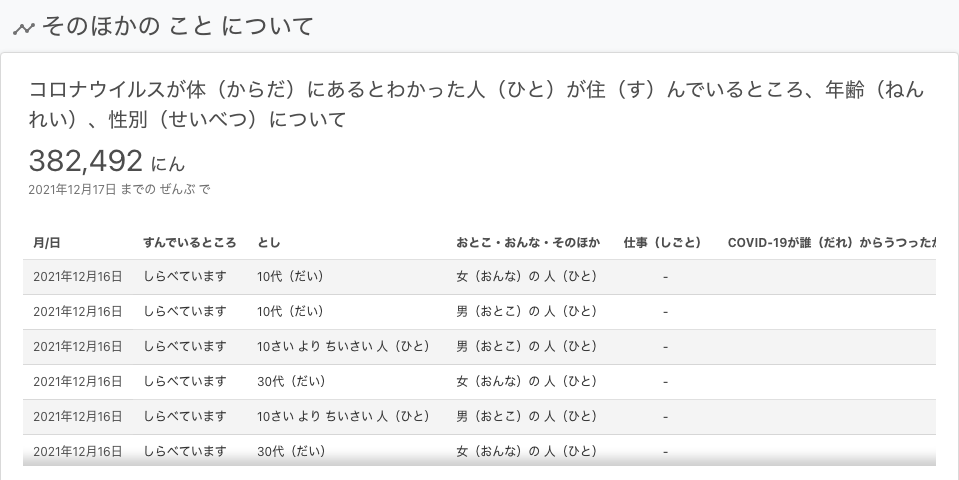 そのほかの こと について
コロナウイルスが体（からだ）にあるとわかった人（ひと）が住（す）んでいるところ、年齢（ねん
れい）、性別（せいべつ）について
382,492 にん
2021年12月17日 までの ぜんぶ で
月/日 すんでいるところ とし おとこ・おんな・そのほか 仕事（しごと） COVID-19が誰（だれ）からうつった
2021年12月16日 しらべています 10代（だい） 女（おんな）の 人（ひと） -
2021年12月16日 しらべています 10代（だい） 男（おとこ）の 人（ひと） -
2021年12月16日 しらべています 10さい より ちいさい 人（ひと） 男（おとこ）の 人（ひと） -
2021年12月16日 しらべています 30代（だい） 女（おんな）の 人（ひと） -
2021年12月16日 しらべています 10さい より ちいさい 人（ひと） 男（おとこ）の 人（ひと） -
2021年12月16日 しらべています 30代（だい） 女（おんな）の 人（ひと） -